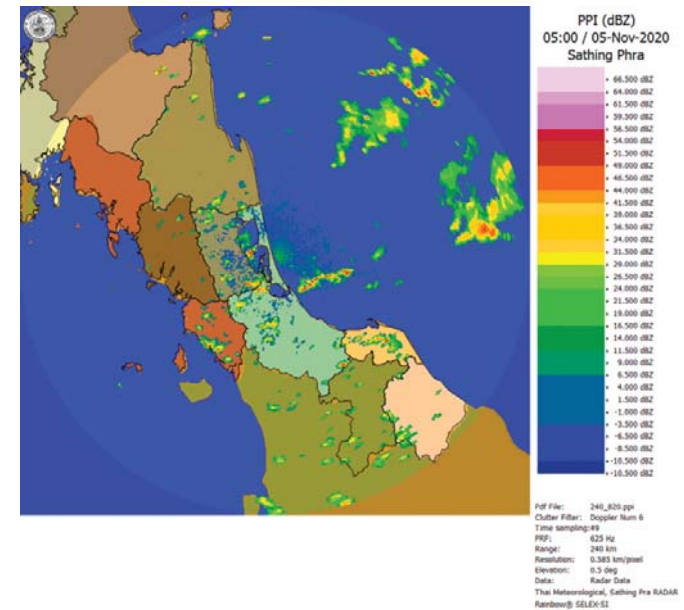 PPI (dBZ)
05:00 / 05-Nov-2020
Sathing Phra
+ 66.500 dBZ
+ 64.000 dBZ
+ 61.500 dBZ
+ 59.500 dBZ
+ 56.500 dBZ
+ 54.000 dBZ
+ 51.500 dBZ
+ 49.000 dBZ
+ 46.500 dBZ
+ 44.000 dBZ
+ 41.500 dBZ
+ 39.000 dBZ
+ 36.500 dBZ
+ 24.000 dBZ
+ 31.500 dBZ
+ 29.000 dBZ
+ 26.500 dBZ
+ 24.000 dBZ
+ 21.500 dBZ
+ 19.000 dBZ
+ 16.500 dBZ
+ 14.000 dBZ
+ 11.500 dBZ
+ 9.000 dBZ
+ 6.500 dBZ
+ 4.000 dBZ
+ 1.500 dBZ
+ -1.000 dBZ
+ -3.500 dBZ
+ -6.500 dBZ
+ -8.500 dBZ
+ -10.500 dBZ
+ -10.500 dBZ
Pdf File: 240_820.ppi
Clutter Filter: Doppler Num 6
Time sampling:49
PRF: 625 Hz
Range: 240 km
Resolution: 0.585 km/pixel
Elevation: 0.5 deg
Data: Radar Data
Thai Meteorological, Sathing Pra RADAR
Rainbow® SELEX-SI